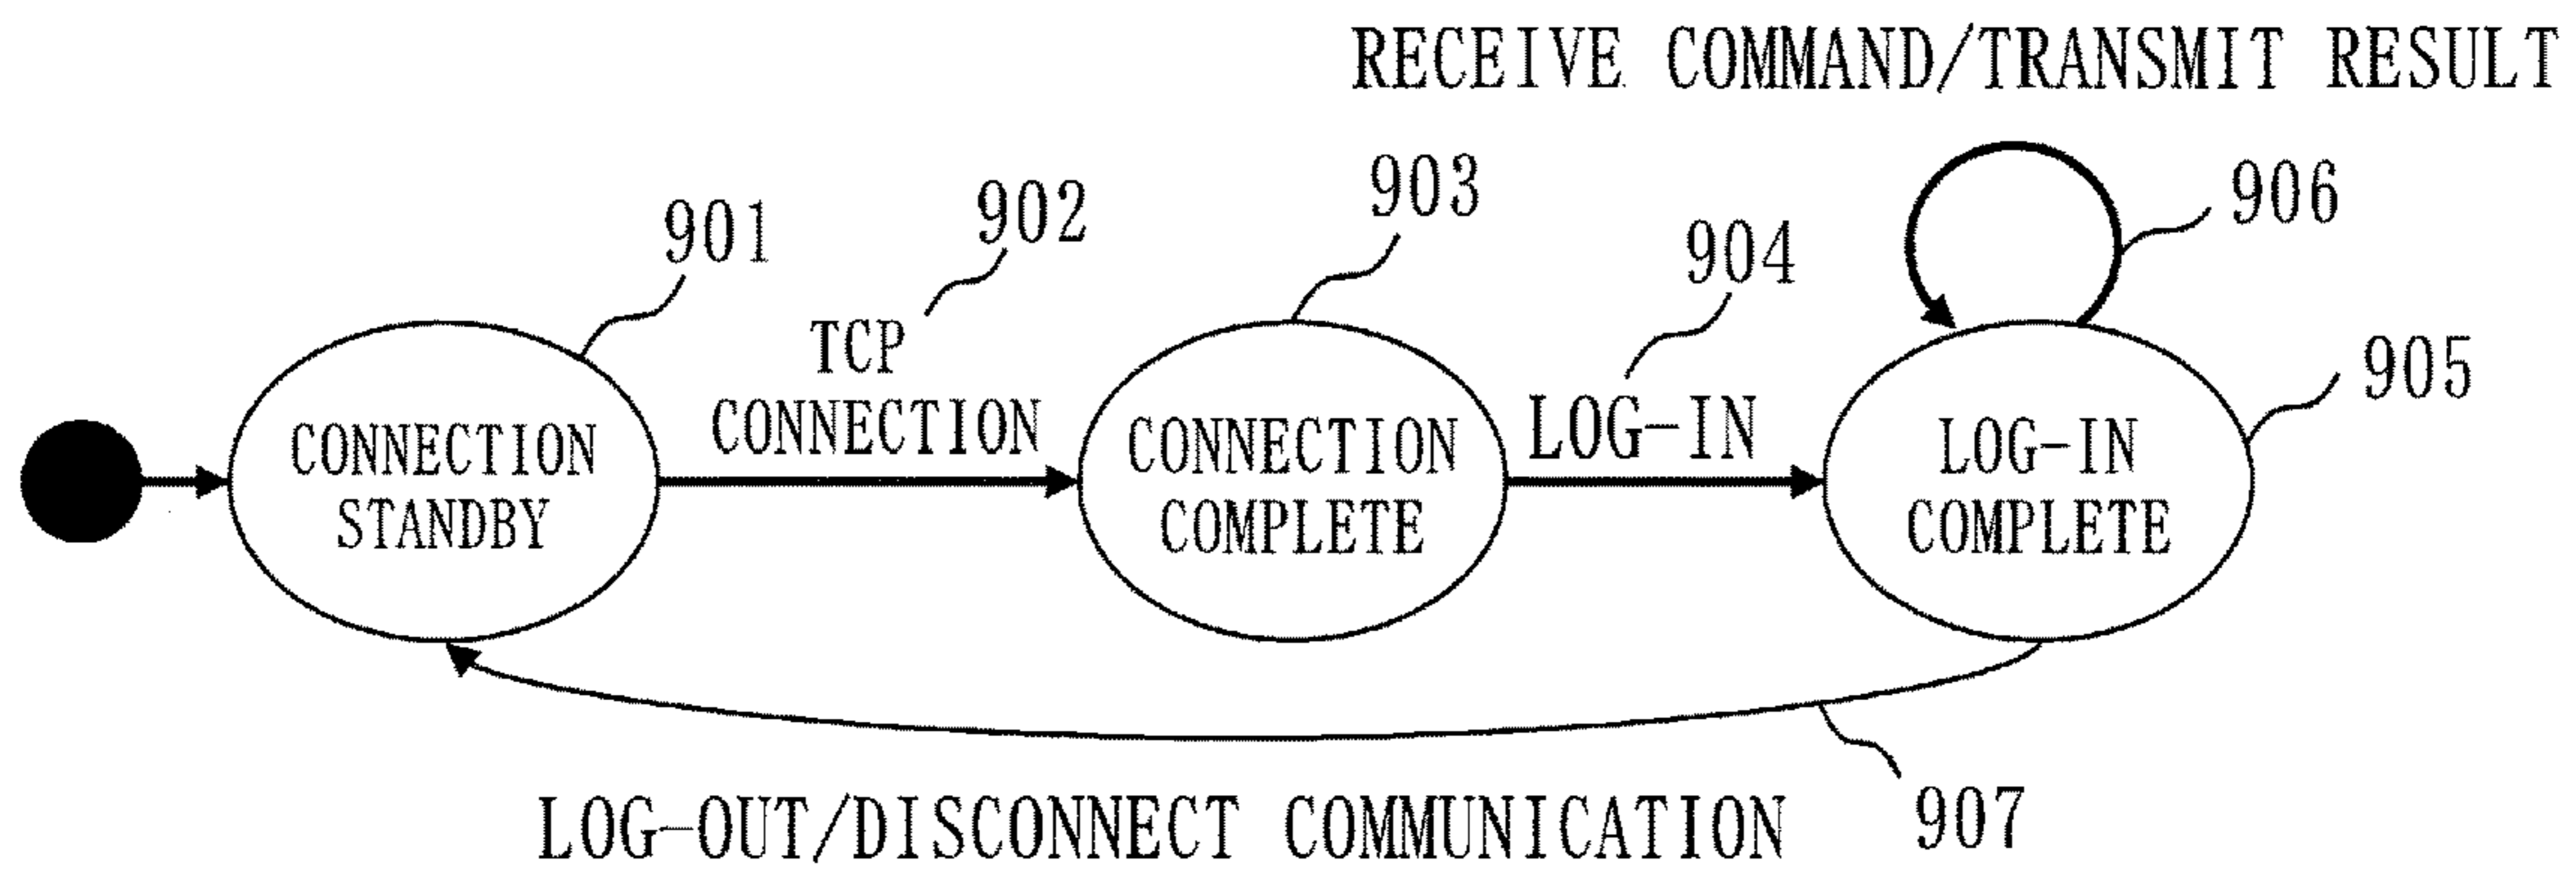 RECEIVE COMMAND/TRANSMIT RESULT
901
902
903
904
906
905
TCP
CONNECTION
LOG-IN
CONNECTION
STANDBY
CONNECTION
COMPLETE
LOG-IN
COMPLETE
LOG-OUT/DISCONNECT COMMUNICATION
907